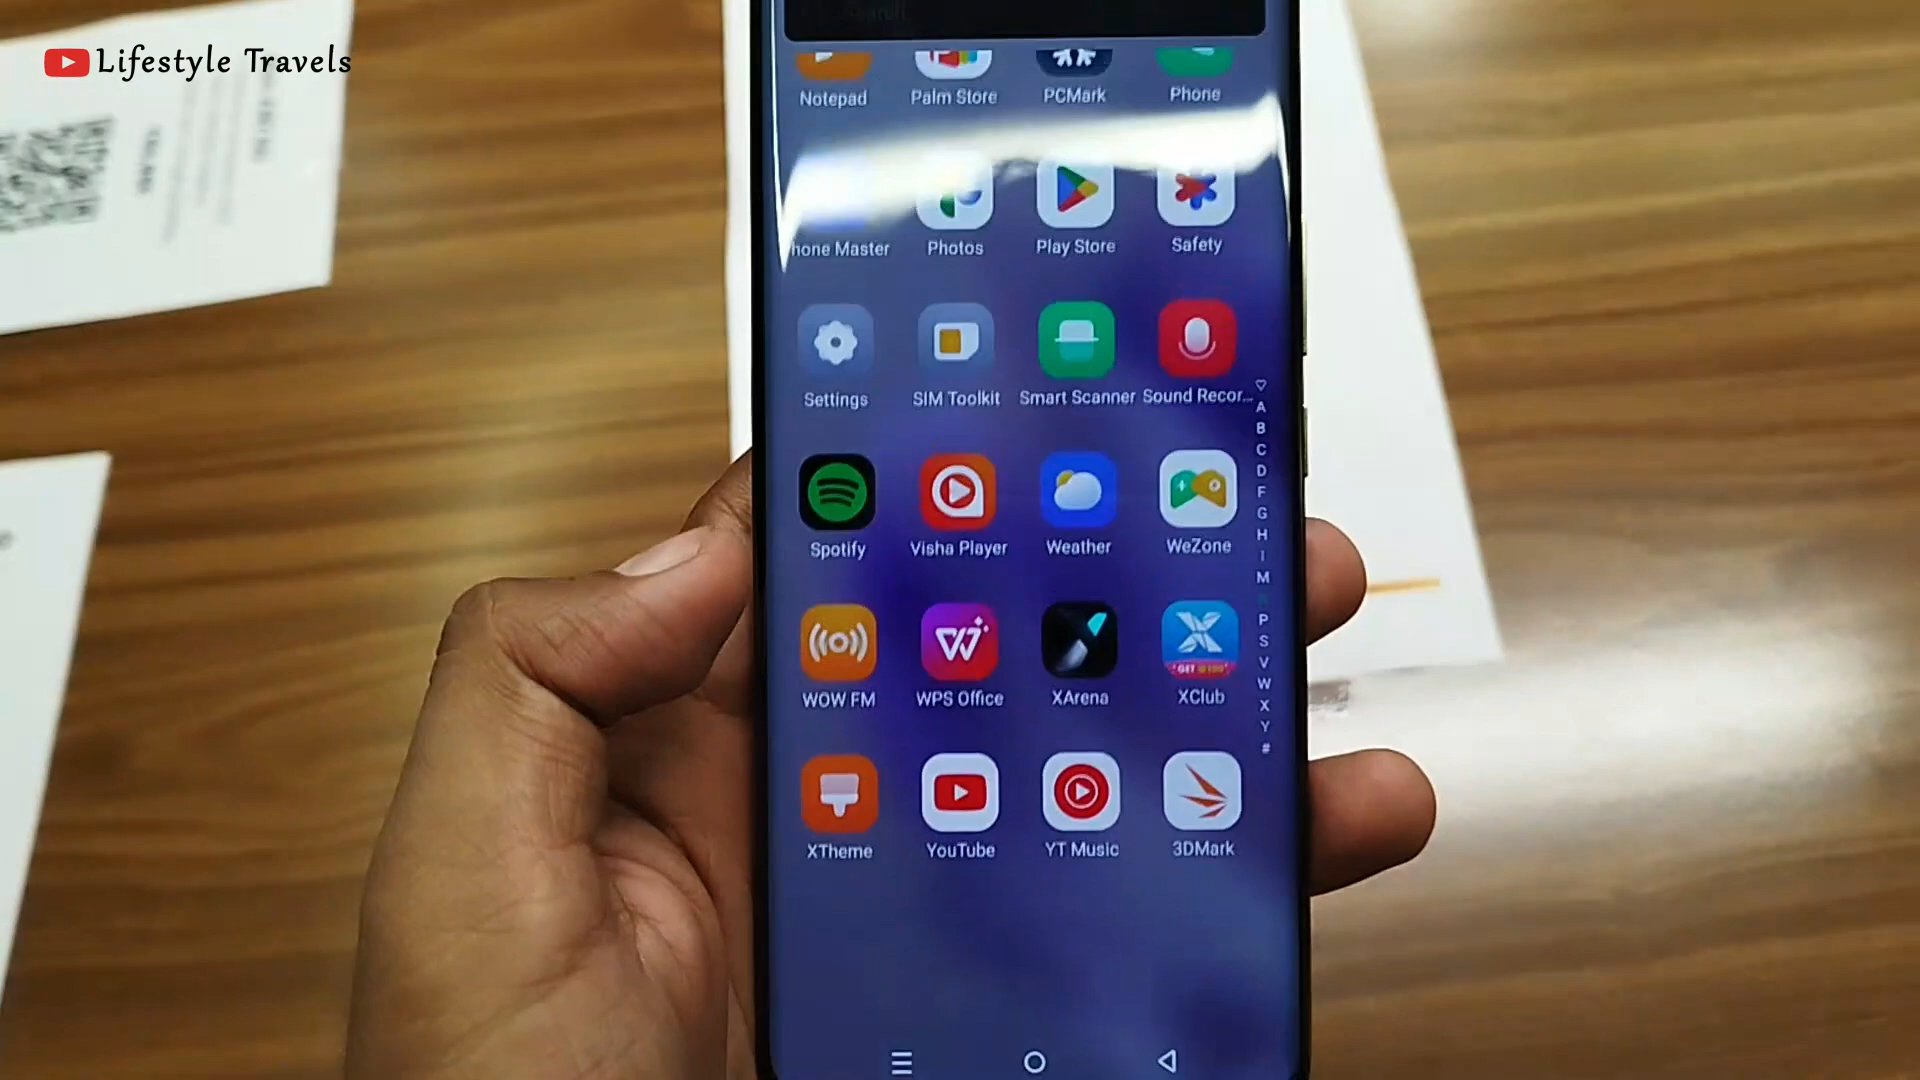 Lifestyle Travels
Notepad Palm Store PCMark Phone
hone Master Photos Play Store Safety
Settings SIM Toolkit Smart Scanner Sound Recor...
Spotify Visha Player Weather WeZone
WOW FM WPS Office XArena XClub
XTheme YouTube YT Music 3DMark
A
B
C
D
F
G
H
I
M
P
S
V
W
X
Y
#